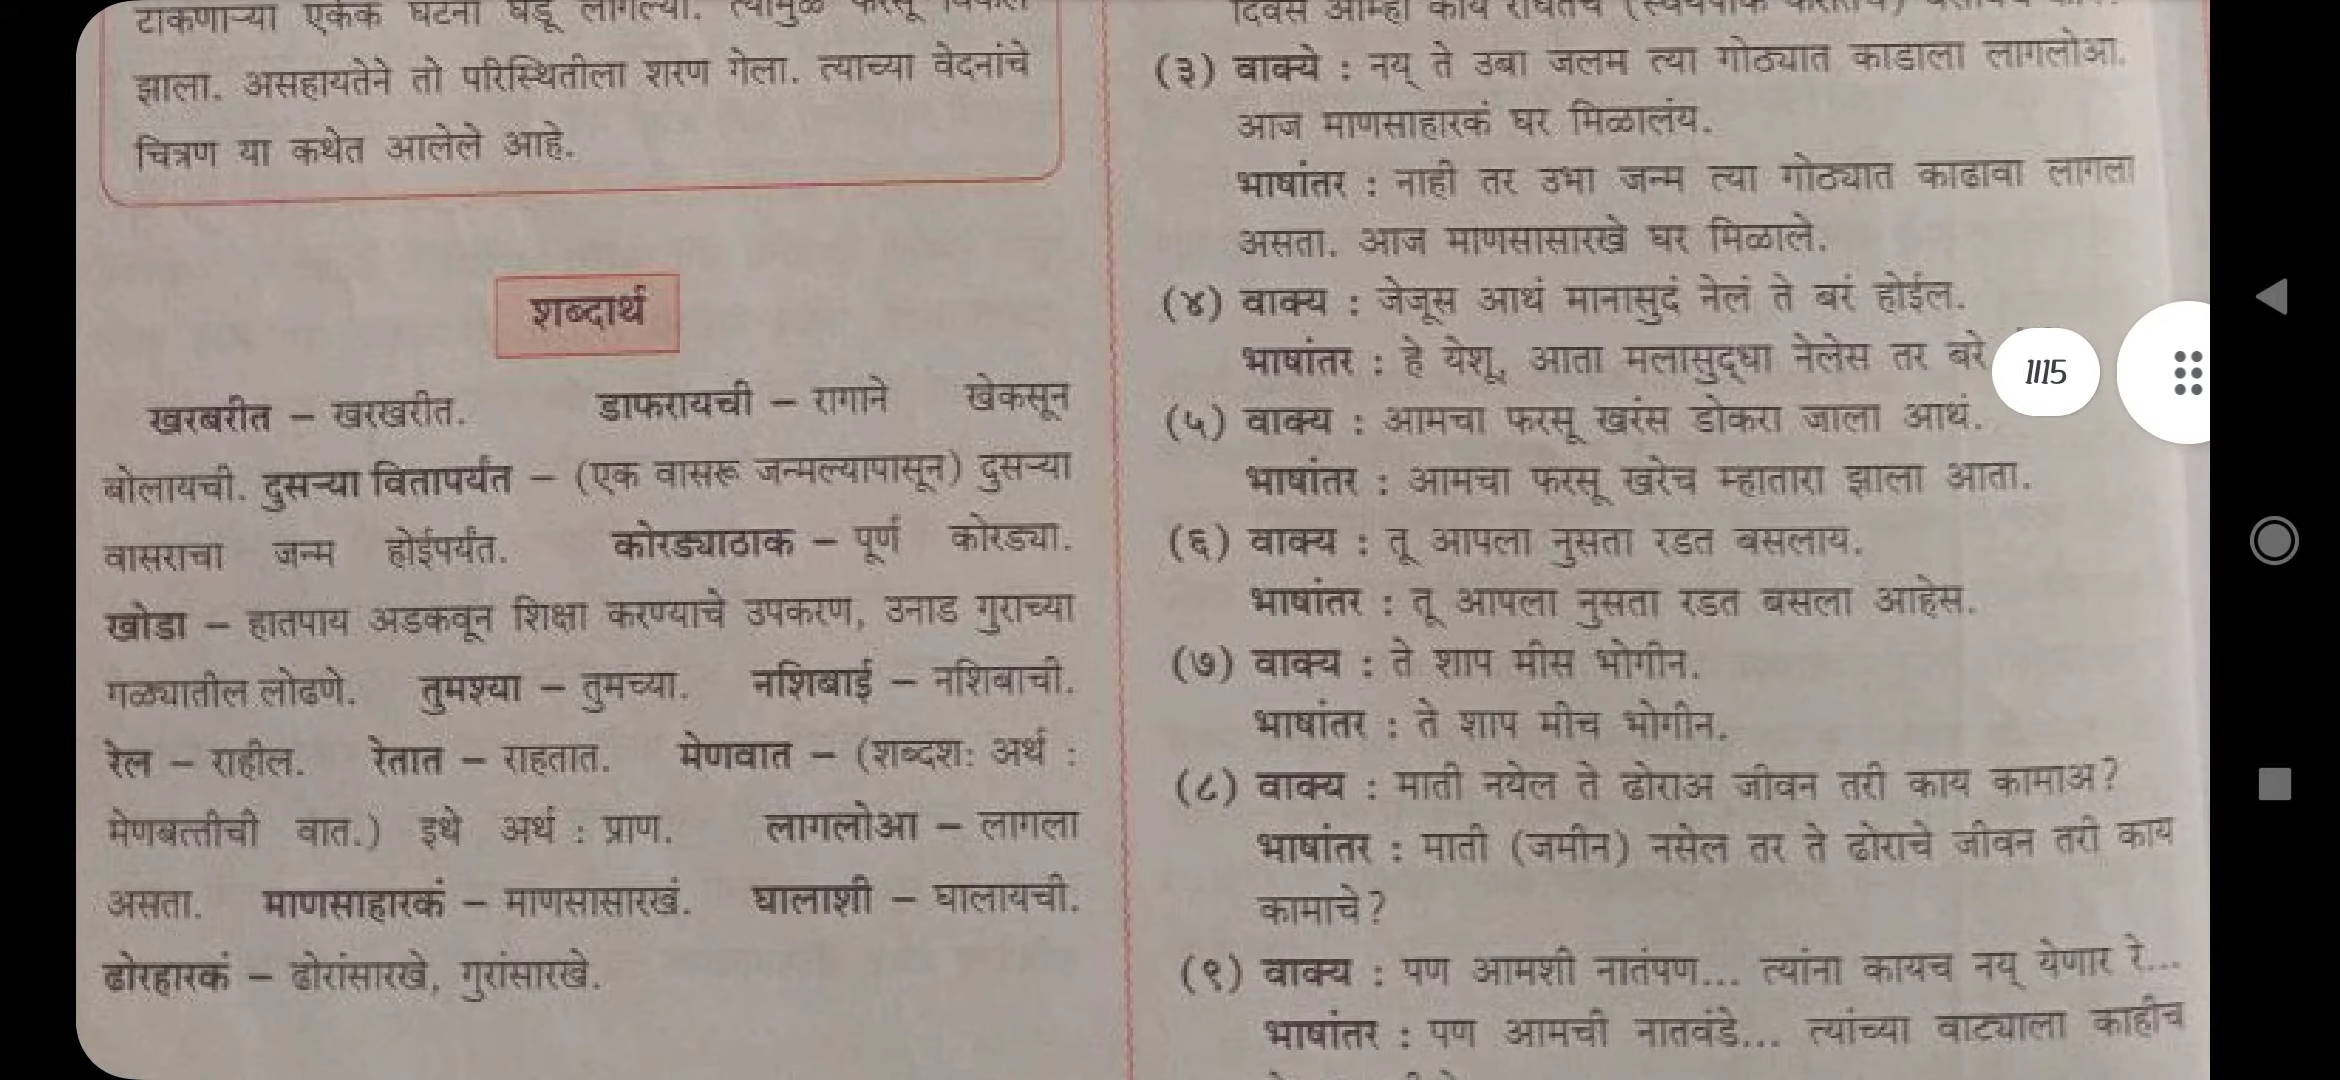 झाला. असहायतेने तो परिस्थितीला शरण गेला. त्याच्या वेदनांचे
चित्रण या कथेत आलेले आहे.
शब्दार्थ
खरबरीत – खरखरीत. डाफरायची – रागाने खेकसून
बोलायची. दुसऱ्या वितापर्यंत – (एक वासरू जन्मल्यापासून) दुसऱ्या
वासराचा जन्म होईपर्यंत. कोरड्याठाक – पूर्ण कोरड्या.
खोडा – हातपाय अडकवून शिक्षा करण्याचे उपकरण, उनाड गुराच्या
गळ्यातील लोढणे. तुमश्या – तुमच्या. नशिबाई – नशिबाची.
रेल – राहील. रेतात – राहतात. मेणवात – (शब्दशः अर्थ :
मेणबत्तीची वात.) इथे अर्थ : प्राण. लागलोआ – लागला
असता. माणसाहारकं – माणसासारखं. घालाशी – घालायची.
ढोरहारकं – ढोरांसारखे, गुरांसारखे.
(३) वाक्ये : नय् ते उबा जलम त्या गोठ्यात काडाला लागलोआ.
आज माणसाहारकं घर मिळालंय.
भाषांतर : नाही तर उभा जन्म त्या गोठ्यात काढावा लागला
असता. आज माणसासारखे घर मिळाले.
(४) वाक्य : जेजूस आथं मानासुदं नेलं ते बरं होईल.
भाषांतर : हे येशू, आता मलासुद्धा नेलेस तर बरे
(५) वाक्य : आमचा फरसू खरंस डोकरा जाला आथं.
भाषांतर : आमचा फरसू खरेच म्हातारा झाला आता.
(६) वाक्य : तू आपला नुसता रडत बसलाय.
भाषांतर : तू आपला नुसता रडत बसला आहेस.
(७) वाक्य : ते शाप मीस भोगीन.
भाषांतर : ते शाप मीच भोगीन.
(८) वाक्य : माती नयेल ते ढोराअ जीवन तरी काय कामाअ?
भाषांतर : माती (जमीन) नसेल तर ते ढोराचे जीवन तरी काय
कामाचे?
(९) वाक्य : पण आमशी नातंपण... त्यांना कायच नय् येणार रे...
भाषांतर : पण आमची नातवंडे... त्यांच्या वाट्याला काहीच
11/15